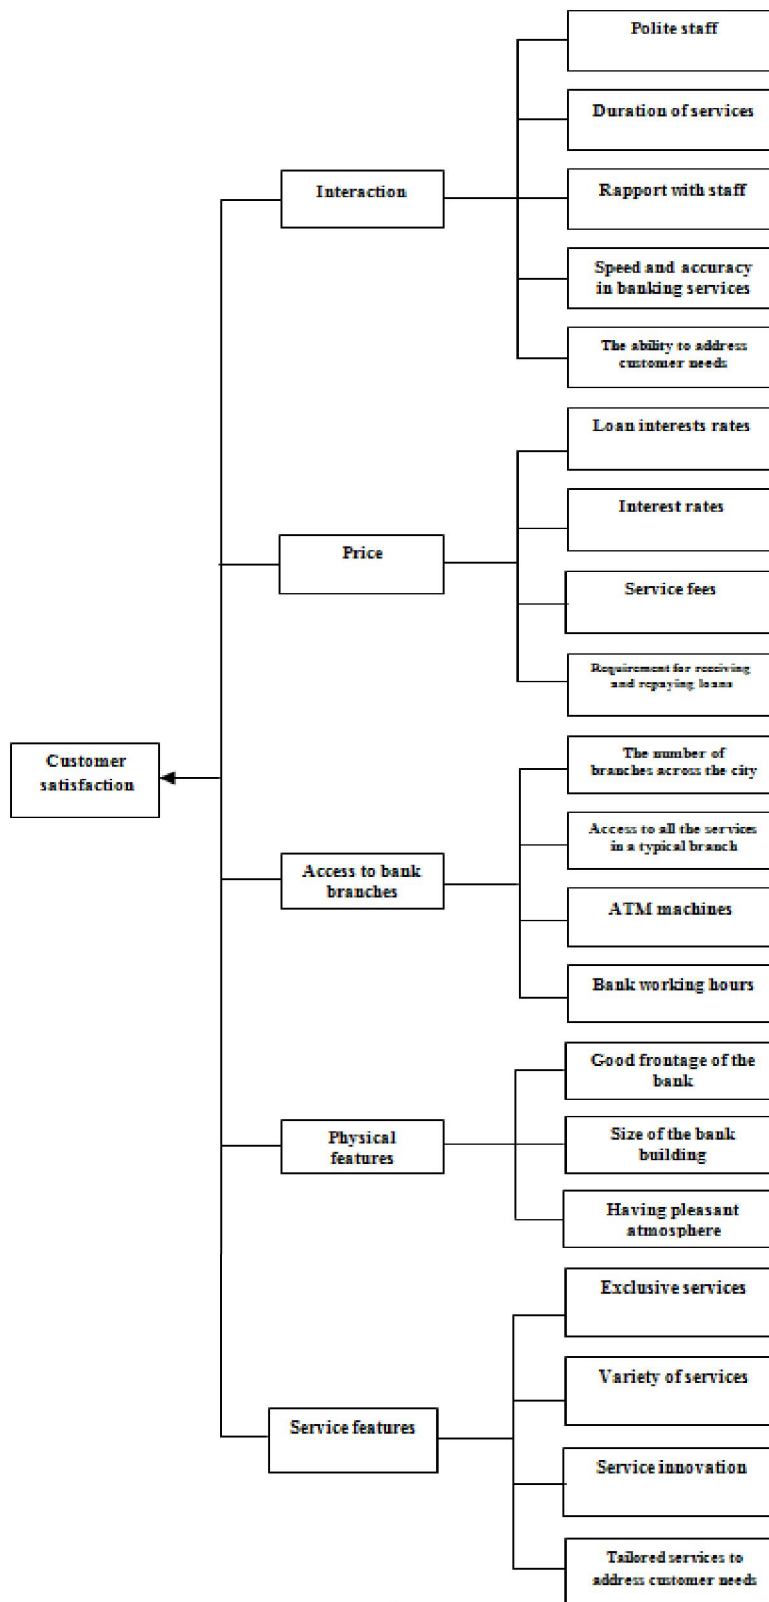 Polite staff
Duration of services
Interaction
Rapport with staff
Speed and accuracy
in banking services
The ability to address
customer needs
Loan interests rates
Interest rates
Price
Service fees
Requirement for receiving
and repaying loans
Customer
satisfaction
The number of
branches across the city
Access to all the services
in a typical branch
Access to bank
branches
ATM machines
Bank working hours
Good frontage of the
bank
Physical
features
Size of the bank
building
Having pleasant
atmosphere
Exclusive services
Variety of services
Service features
Service innovation
Tailored services to
address customer needs